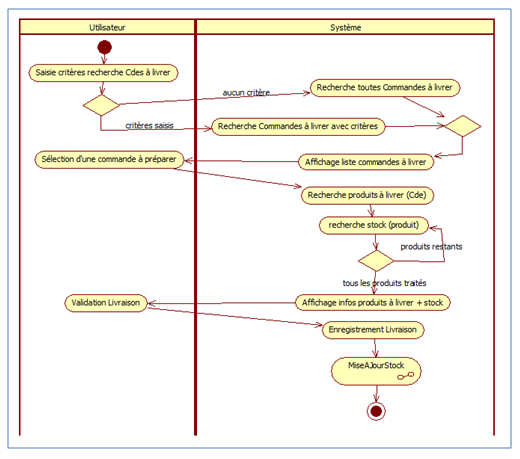 Utilisateur
Système
Saisie critères recherche Cdes à livrer
aucun critère
Recherche toutes Commandes à livrer
critères saisis
Recherche Commandes à livrer avec critères
Sélection d'une commande à préparer
Affichage liste commandes à livrer
Recherche produits à livrer (Cde)
recherche stock (produit)
produits restants
tous les produits traités
Validation Livraison
Affichage infos produits à livrer + stock
Enregistrement Livraison
MiseAJourStock